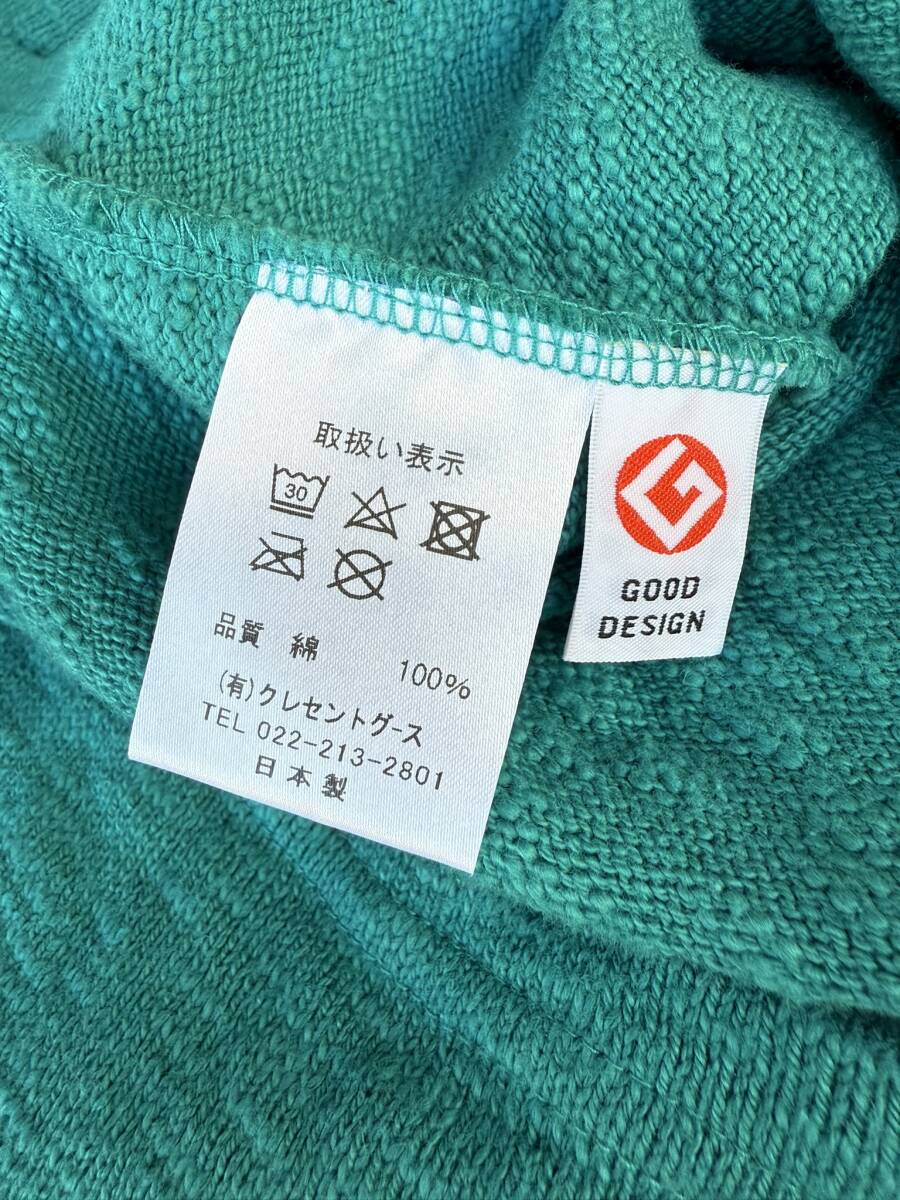 取扱い表示
30
品質 綿 100%
(有)クレセントグース
TEL 022-213-2801
日本製
GOOD
DESIGN